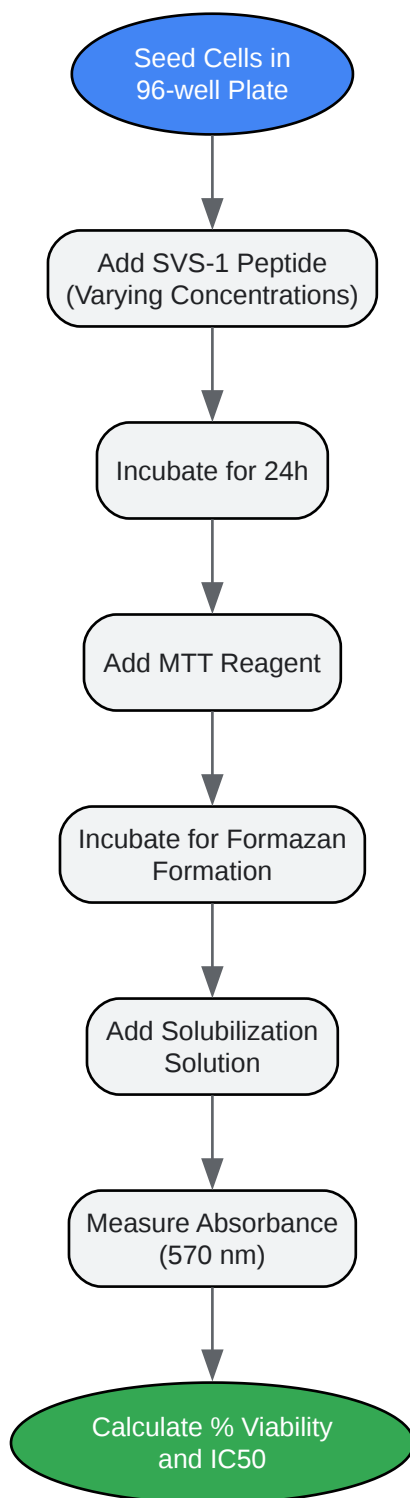 Seed Cells in
96-well Plate
Add SVS-1 Peptide
(Varying Concentrations)
Incubate for 24h
Add MTT Reagent
Incubate for Formazan
Formation
Add Solubilization
Solution
Measure Absorbance
(570 nm)
Calculate % Viability
and IC50